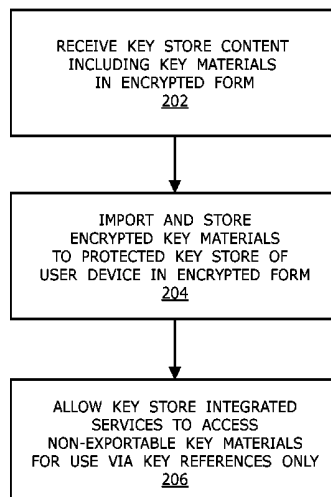 RECEIVE KEY STORE CONTENT
INCLUDING KEY MATERIALS
IN ENCRYPTED FORM
202
IMPORT AND STORE
ENCRYPTED KEY MATERIALS
TO PROTECTED KEY STORE OF
USER DEVICE IN ENCRYPTED FORM
204
ALLOW KEY STORE INTEGRATED
SERVICES TO ACCESS
NON-EXPORTABLE KEY MATERIALS
FOR USE VIA KEY REFERENCES ONLY
206